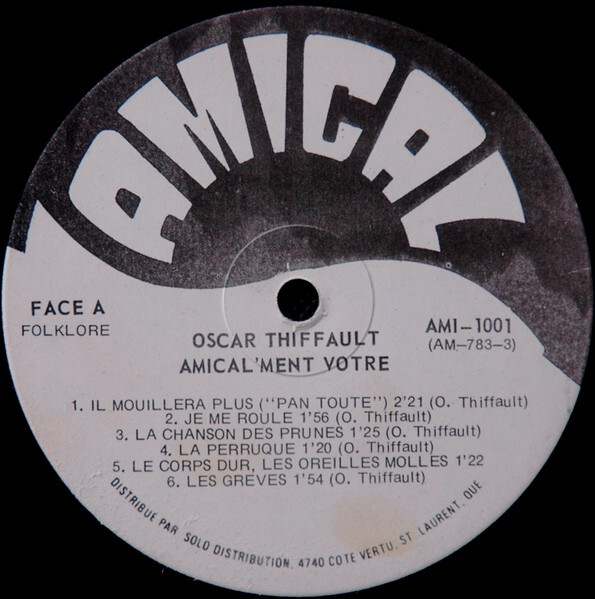 AMICAL
FACE A
FOLKLORE
AMI-1001
(AM-783-3)
OSCAR THIFFAULT
AMICAL'MENT VOTRE
1. IL MOUILLERA PLUS ("PAN TOUTE") 2'21 (O. Thiffault)
2. JE ME ROULE 1'56 (O. Thiffault)
3. LA CHANSON DES PRUNES 1'25 (O. Thiffault)
4. LA PERRUQUE 1'20 (O. Thiffault)
5. LE CORPS DUR, LES OREILLES MOLLES 1'22
6. LES GREVES 1'54 (O. Thiffault)
DISTRIBUE PAR SOLO DISTRIBUTION, 4740 COTE VERTU, ST LAURENT, QUE